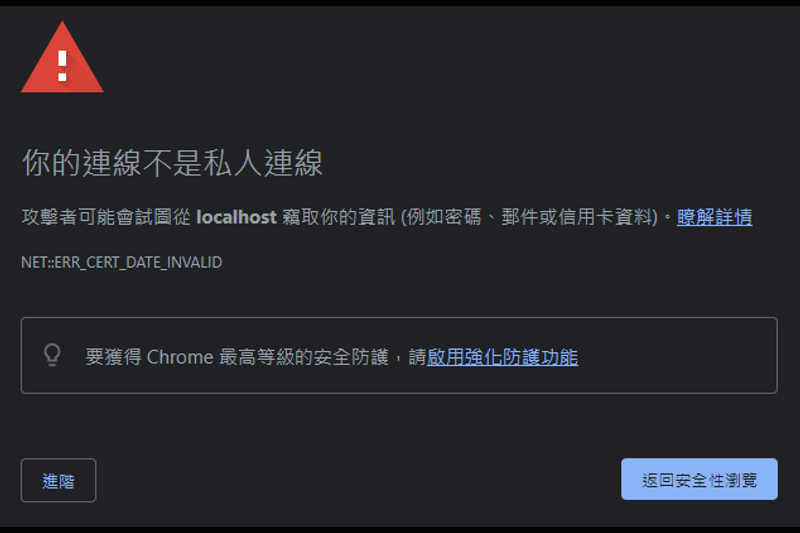 你的連線不是私人連線
攻擊者可能會試圖從 localhost 竊取你的資訊 (例如密碼、郵件或信用卡資料)。瞭解詳情
NET::ERR_CERT_DATE_INVALID
要獲得 Chrome 最高等級的安全防護，請啟用強化防護功能
進階
返回安全性瀏覽